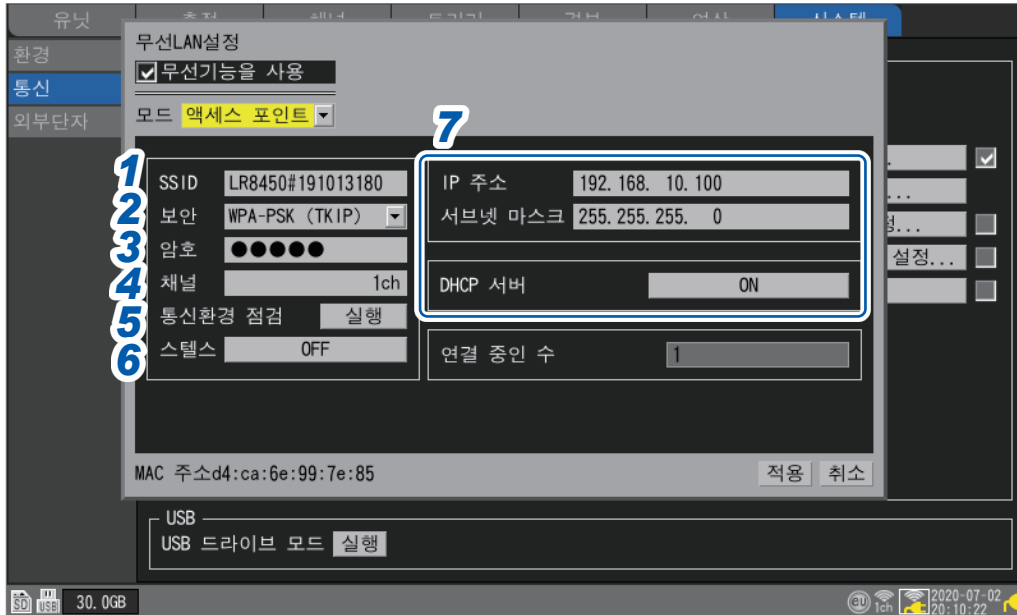 유닛
시스템
환경
통신
외부단자
무선LAN설정
무선기능을 사용
모드 액세스 포인트
7
1 SSID LR8450#191013180
2 보안 WPA-PSK (TKIP)
3 암호 ●●●●●
4 채널 1ch
5 통신환경 점검 실행
6 스텔스 OFF
IP 주소 192.168. 10.100
서브넷 마스크 255.255.255. 0
DHCP 서버 ON
연결 중인 수 1
...
설정...
MAC 주소d4:ca:6e:99:7e:85
적용 취소
USB
USB 드라이브 모드 실행
SD USB 30.0GB
eu 1ch 2020-07-02
20:10:22